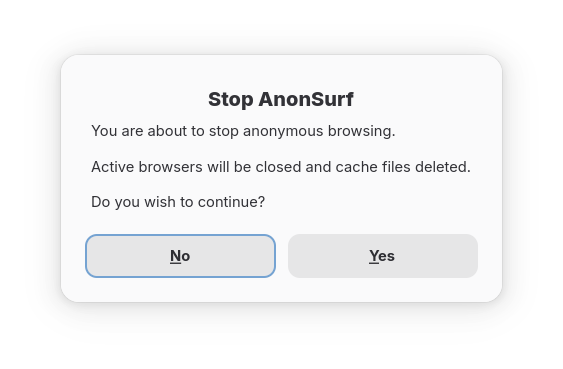 Stop AnonSurf
You are about to stop anonymous browsing.
Active browsers will be closed and cache files deleted.
Do you wish to continue?
No
Yes